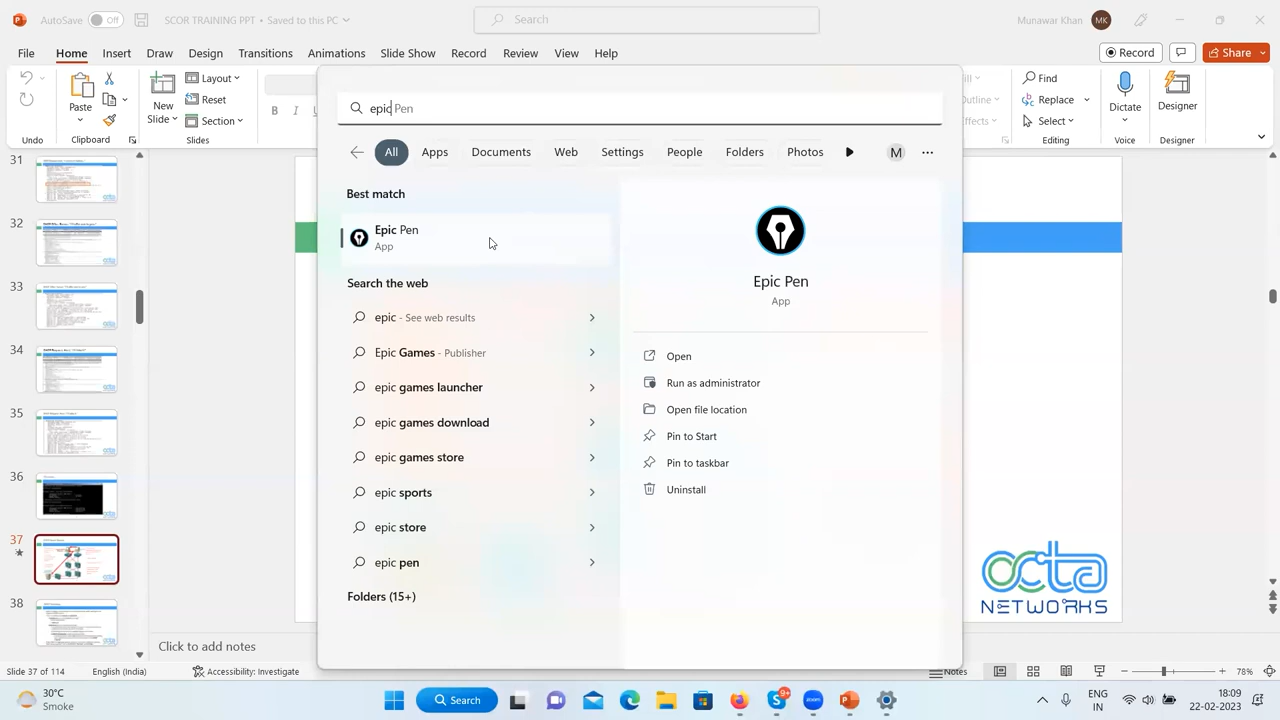 AutoSave Off SCOR TRAINING PPT • Saved to this PC Search Munawar Khan MK
File Home Insert Draw Design Transitions Animations Slide Show Record Review View Help Record Share
Paste New Slide Layout Reset Section Find Replace Select Dictate Designer
Undo Clipboard Slides Editing Voice Designer
epic Pen
All Apps Documents Web Settings People Folders Photos M
Best match
Epic Pen
App
Search the web
epic - See web results
Epic Games - Publisher
epic games launcher
epic games download
epic games store
epic sports
epic store
epic pen
Folders (15+)
Epic Pen
App
Open
Run as administrator
Open file location
Pin to Start
Pin to taskbar
Uninstall
31
32
33
34
35
36
37
38
octa
NETWORKS
Click to add notes
Slide 37 of 114 English (India) Accessibility: Investigate Notes 78%
30°C
Smoke
Search
9+
zoom
ENG
IN
18:09
22-02-2023